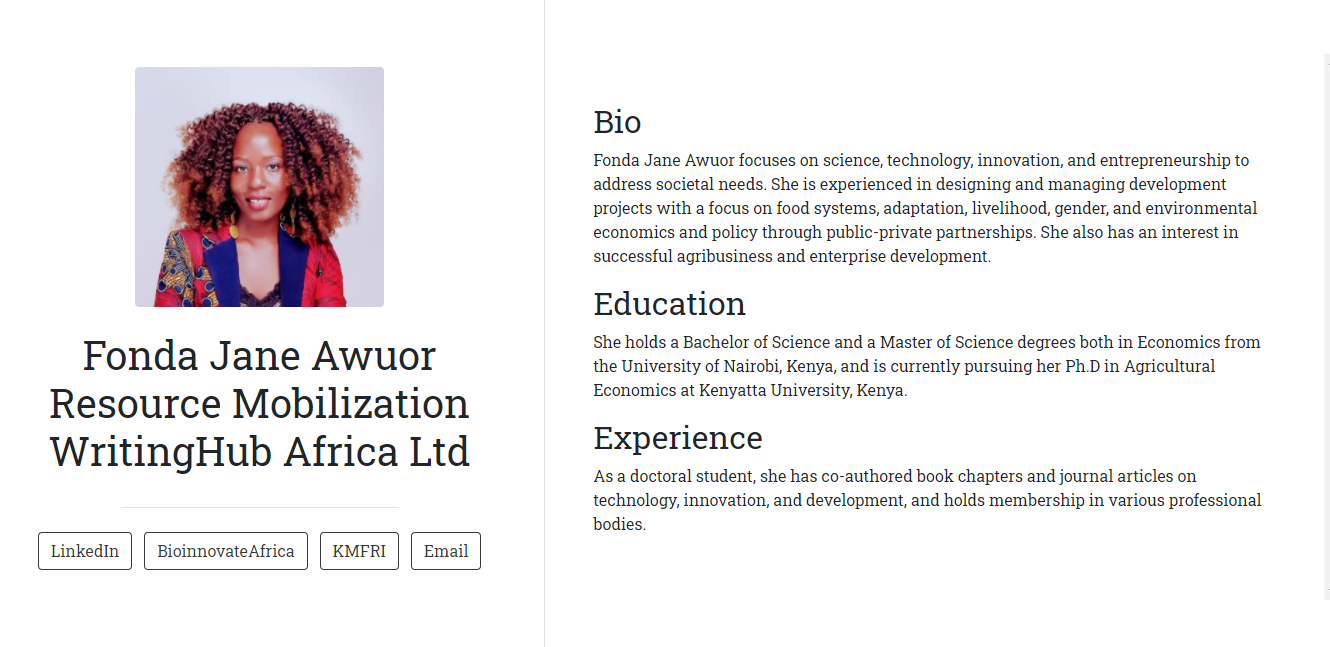 Fonda Jane Awuor
Resource Mobilization
WritingHub Africa Ltd
LinkedIn
BioinnovateAfrica
KMFRI
Email
Bio
Fonda Jane Awuor focuses on science, technology, innovation, and entrepreneurship to
address societal needs. She is experienced in designing and managing development
projects with a focus on food systems, adaptation, livelihood, gender, and environmental
economics and policy through public-private partnerships. She also has an interest in
successful agribusiness and enterprise development.
Education
She holds a Bachelor of Science and a Master of Science degrees both in Economics from
the University of Nairobi, Kenya, and is currently pursuing her Ph.D in Agricultural
Economics at Kenyatta University, Kenya.
Experience
As a doctoral student, she has co-authored book chapters and journal articles on
technology, innovation, and development, and holds membership in various professional
bodies.